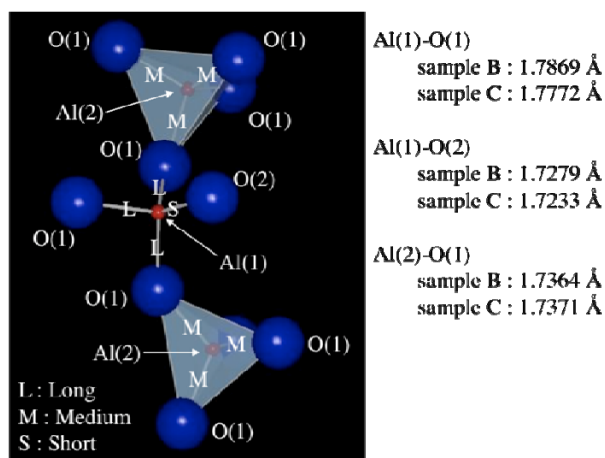 O(1)
O(1)
M
M
Al(2)
M
O(1)
O(1)
L
O(2)
L
S
O(1)
L
Al(1)
O(1)
M
Al(2)
M
O(1)
M
L : Long
M : Medium
O(1)
S : Short
Al(1)-O(1)
sample B : 1.7869 Å
sample C : 1.7772 Å
Al(1)-O(2)
sample B : 1.7279 Å
sample C : 1.7233 Å
Al(2)-O(1)
sample B : 1.7364 Å
sample C : 1.7371 Å